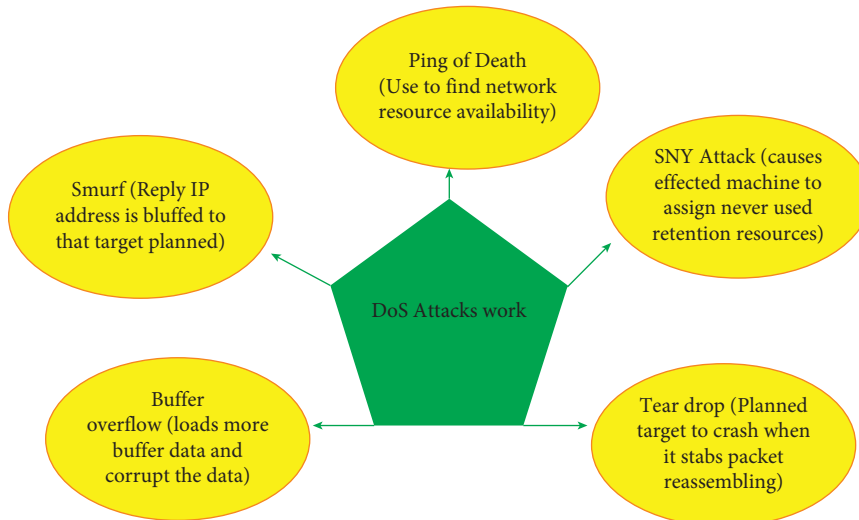 Ping of Death
(Use to find network
resource availability)
Smurf (Reply IP
address is bluffed to
that target planned)
SNY Attack (causes
effected machine to
assign never used
retention resources)
DoS Attacks work
Buffer
overflow (loads more
buffer data and
corrupt the data)
Tear drop (Planned
target to crash when
it stabs packet
reassembling)